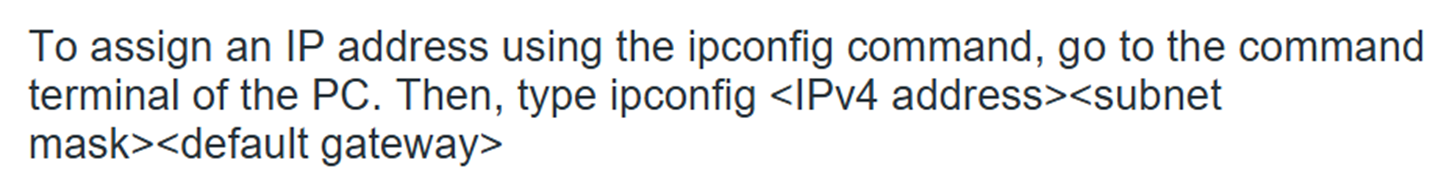 To assign an IP address using the ipconfig command, go to the command
terminal of the PC. Then, type ipconfig <IPv4 address><subnet
mask><default gateway>